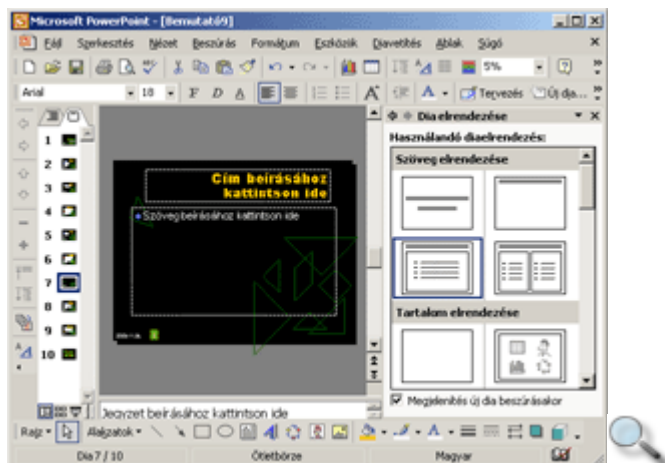 Microsoft PowerPoint - [Bemutató9]
Fájl Szerkesztés Nézet Beszúrás Formátum Eszközök Diavetítés Ablak Súgó
5%
Arial 18 F D A Tervezés Új dia...
Dia elrendezése
Használandó diaelrendezés:
Szöveg elrendezése
1
2
3
4
5
6
7
8
9
10
Cím beírásához
kattintson ide
Szöveg beírásához kattintson ide
Tartalom elrendezése
Megjelenítés új dia beszúrásakor
Jegyzet beírásához kattintson ide
Rajz Alakzatok
Dia 7 / 10 Ötletbörze Magyar